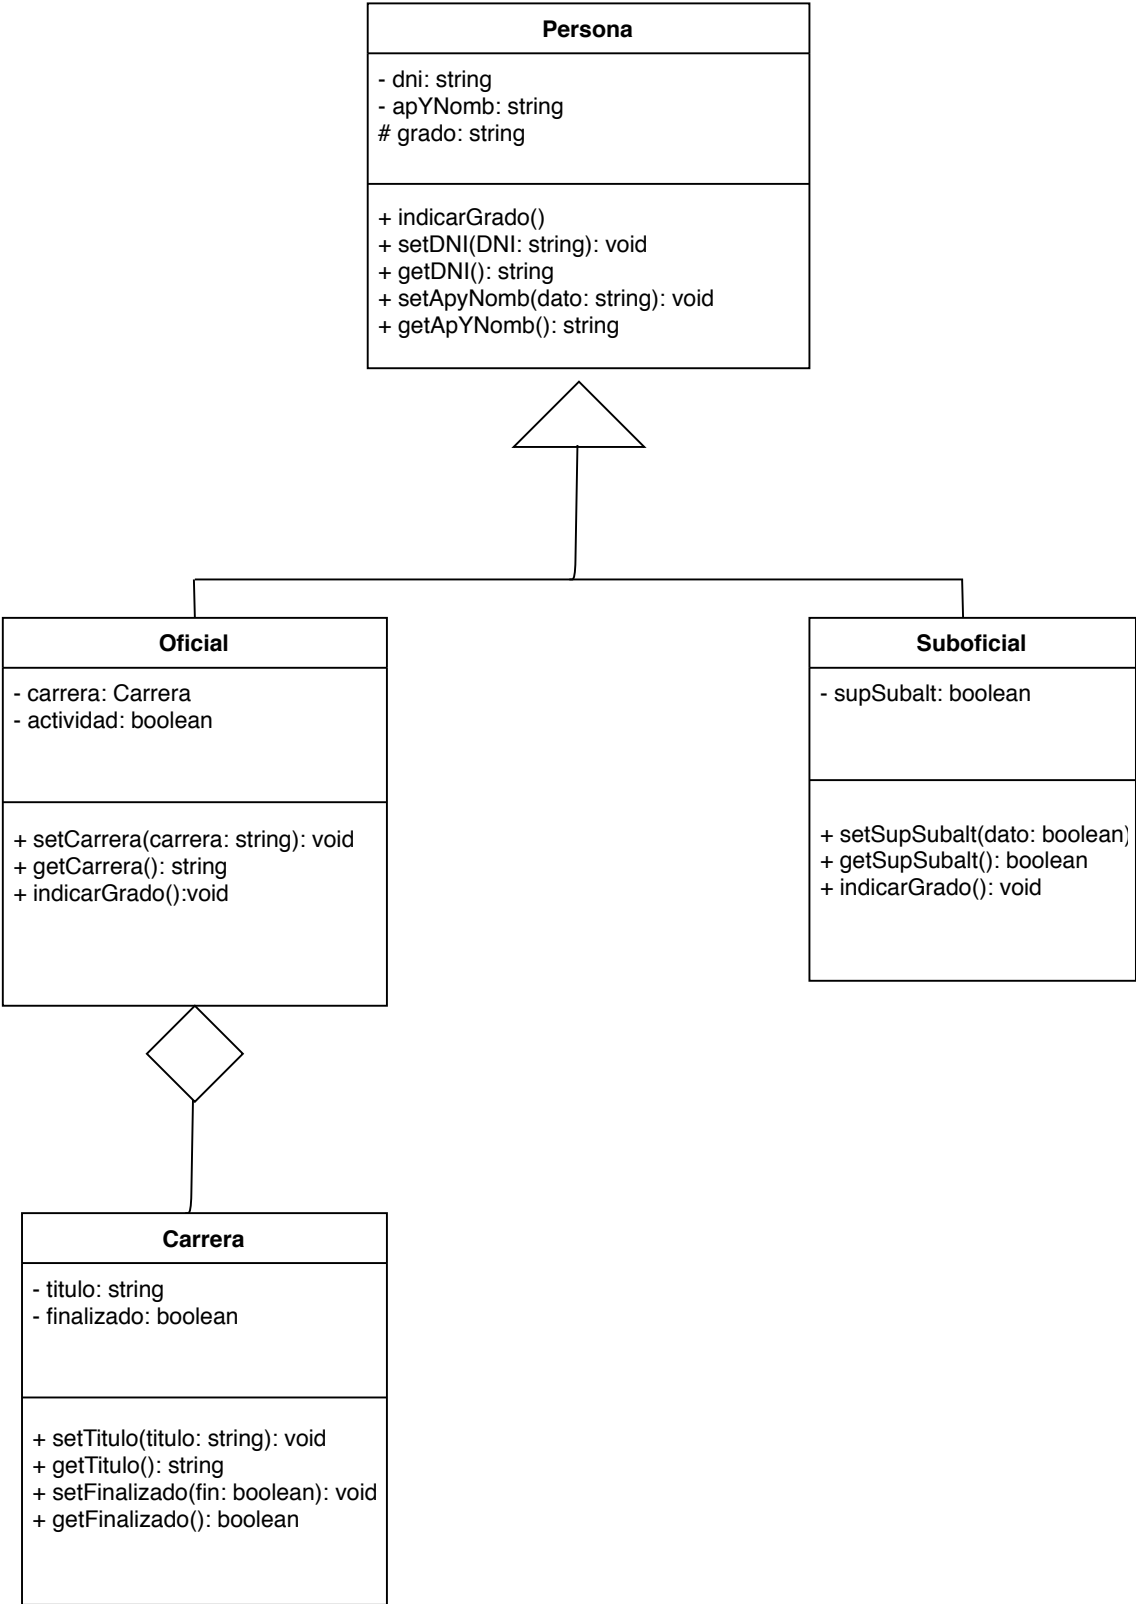 Persona
- dni: string
- apYNomb: string
# grado: string
+ indicarGrado()
+ setDNI(DNI: string): void
+ getDNI(): string
+ setApyNomb(dato: string): void
+ getApYNomb(): string
Oficial
- carrera: Carrera
- actividad: boolean
+ setCarrera(carrera: string): void
+ getCarrera(): string
+ indicarGrado():void
Suboficial
- supSubalt: boolean
+ setSupSubalt(dato: boolean)
+ getSupSubalt(): boolean
+ indicarGrado(): void
Carrera
- titulo: string
- finalizado: boolean
+ setTitulo(titulo: string): void
+ getTitulo(): string
+ setFinalizado(fin: boolean): void
+ getFinalizado(): boolean